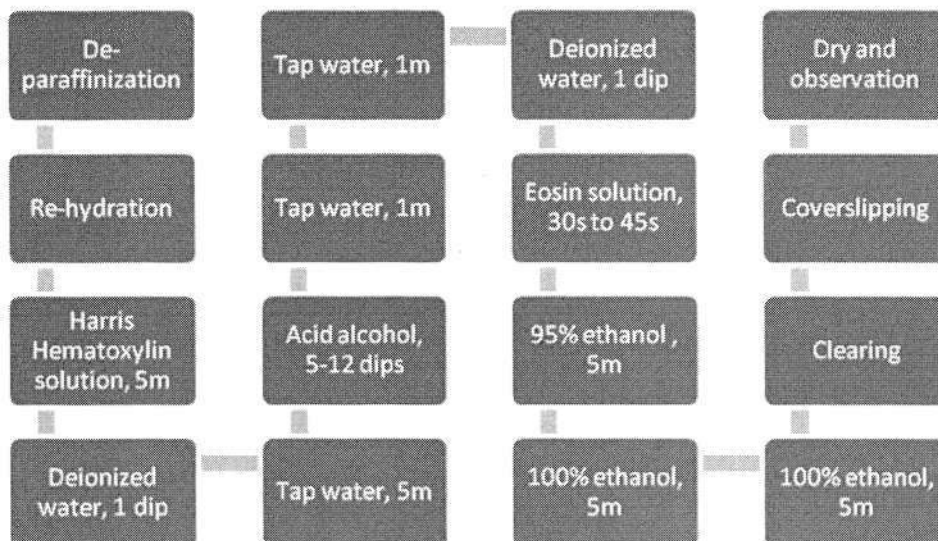 De-
paraffinization
Re-hydration
Harris
Hematoxylin
solution, 5m
Deionized
water, 1 dip
Tap water, 5m
Acid alcohol,
5-12 dips
Tap water, 1m
Tap water, 1m
Deionized
water, 1 dip
Eosin solution,
30s to 45s
95% ethanol ,
5m
100% ethanol,
5m
100% ethanol,
5m
Clearing
Coverslipping
Dry and
observation